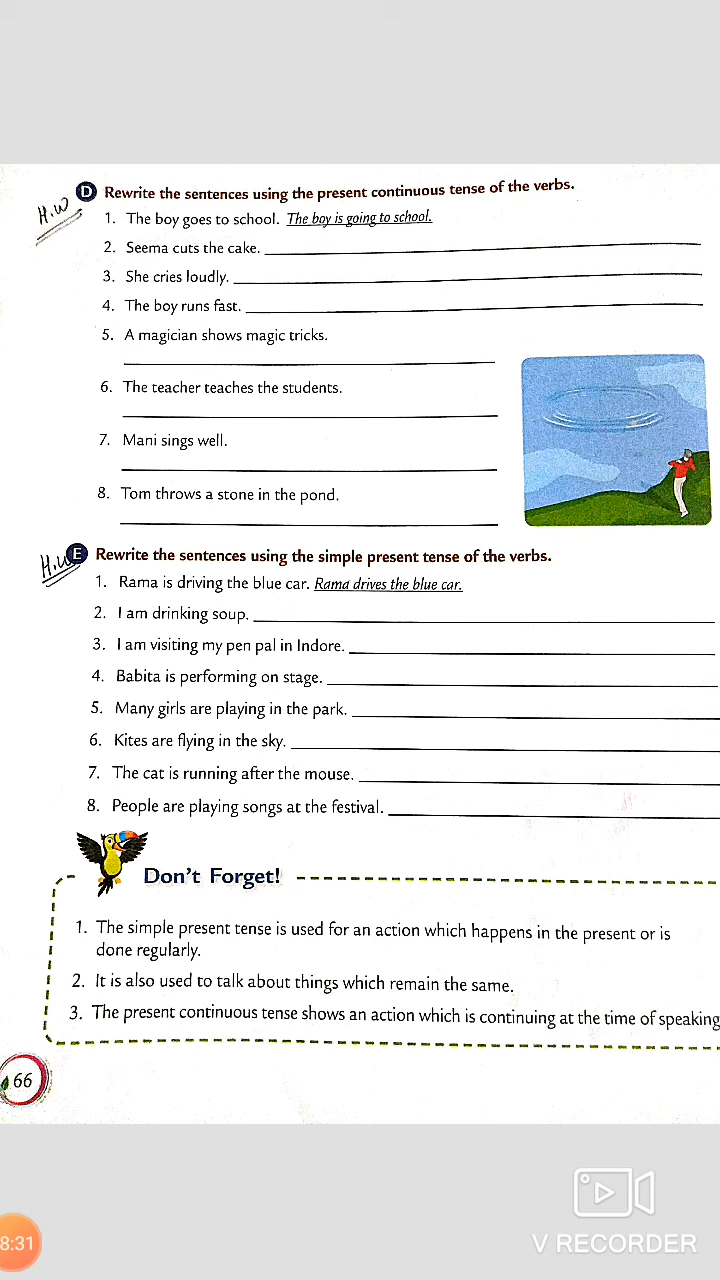 H.W
D Rewrite the sentences using the present continuous tense of the verbs.
1. The boy goes to school. The boy is going to school.
2. Seema cuts the cake.
3. She cries loudly.
4. The boy runs fast.
5. A magician shows magic tricks.
6. The teacher teaches the students.
7. Mani sings well.
8. Tom throws a stone in the pond.
H.W
E Rewrite the sentences using the simple present tense of the verbs.
1. Rama is driving the blue car. Rama drives the blue car.
2. I am drinking soup.
3. I am visiting my pen pal in Indore.
4. Babita is performing on stage.
5. Many girls are playing in the park.
6. Kites are flying in the sky.
7. The cat is running after the mouse.
8. People are playing songs at the festival.
Don't Forget!
1. The simple present tense is used for an action which happens in the present or is
done regularly.
2. It is also used to talk about things which remain the same.
3. The present continuous tense shows an action which is continuing at the time of speaking
66
8:31
V RECORDER